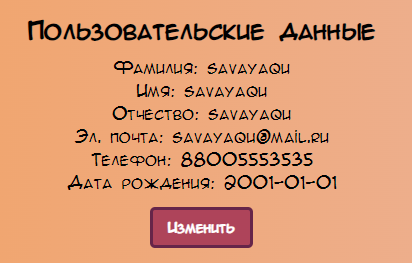 Пользовательские данные
Фамилия: savayaqu
Имя: savayaqu
Отчество: savayaqu
Эл. почта: savayaqu@mail.ru
Телефон: 88005553535
Дата рождения: 2001-01-01
Изменить